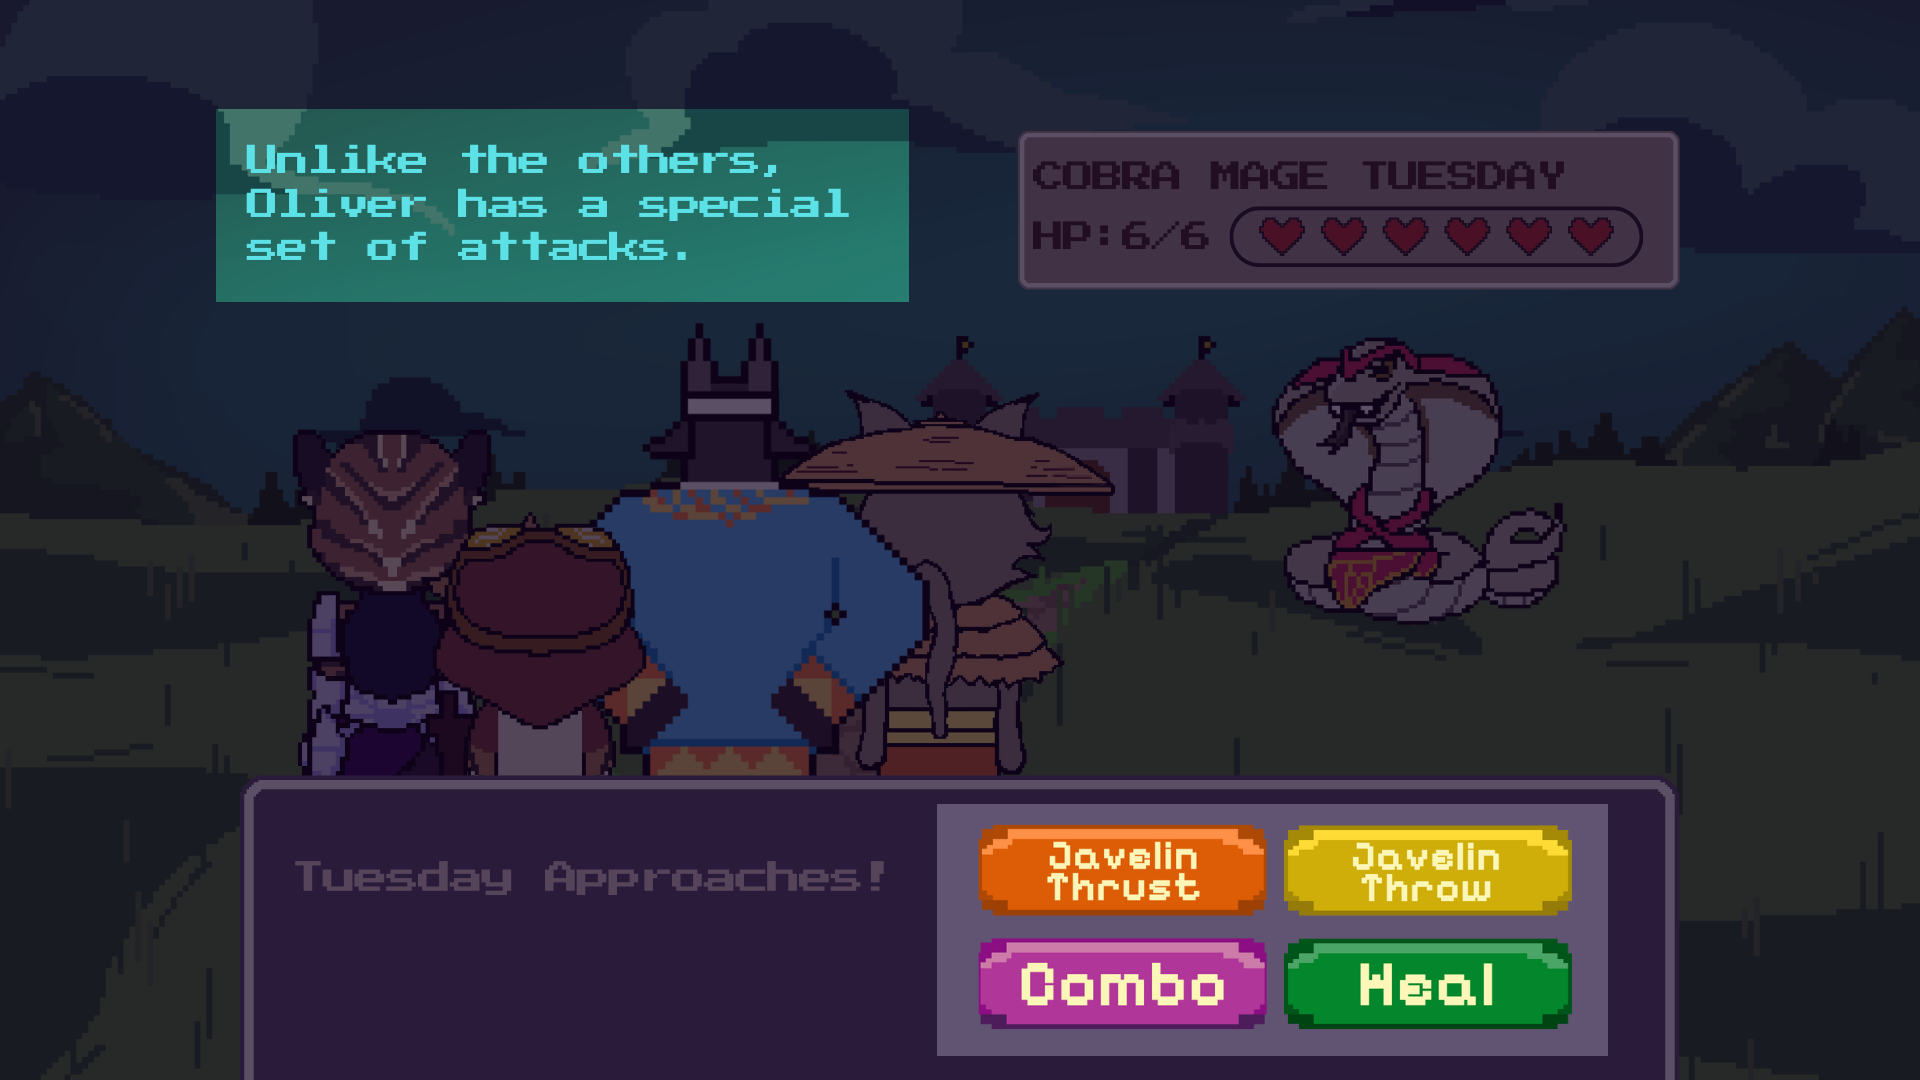 Unlike the others,
Oliver has a special
set of attacks.
COBRA MAGE TUESDAY
HP:6/6
Tuesday Approaches!
Javelin
Thrust
Javelin
Throw
Combo
Heal